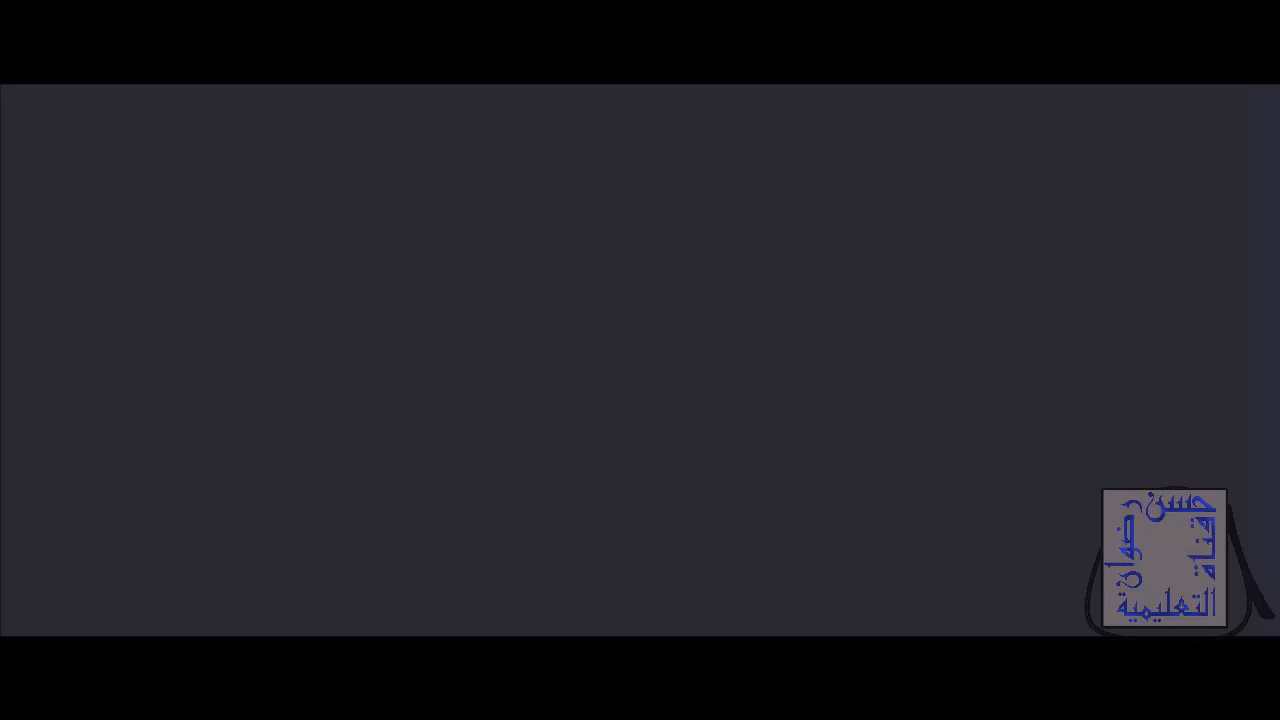 قناة
حسن
رضوان
التعليمية